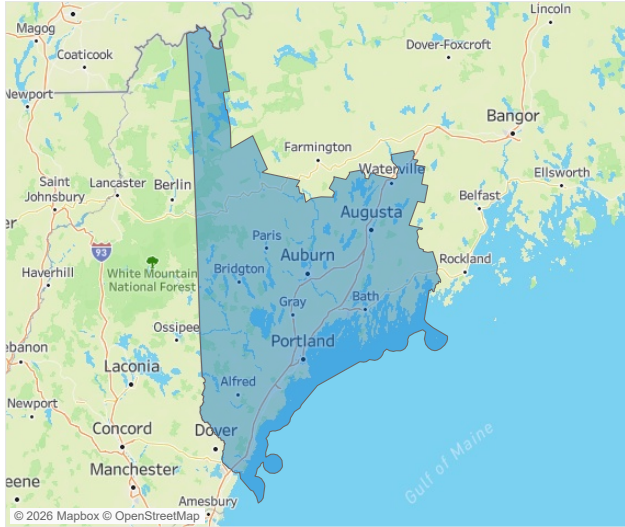 Magog
Coaticook
Newport
Lincoln
Dover-Foxcroft
Bangor
Farmington
Waterville
Ellsworth
Saint
Johnsbury
Lancaster
Berlin
Belfast
er
Augusta
Paris
Auburn
93
Rockland
Haverhill
White Mountain
National Forest
Bridgton
Gray
Bath
Ossipee
ebanon
Portland
Laconia
Alfred
Newport
Concord
Dover
Manchester
Gulf of Maine
eene
Amesbury
© 2026 Mapbox © OpenStreetMap